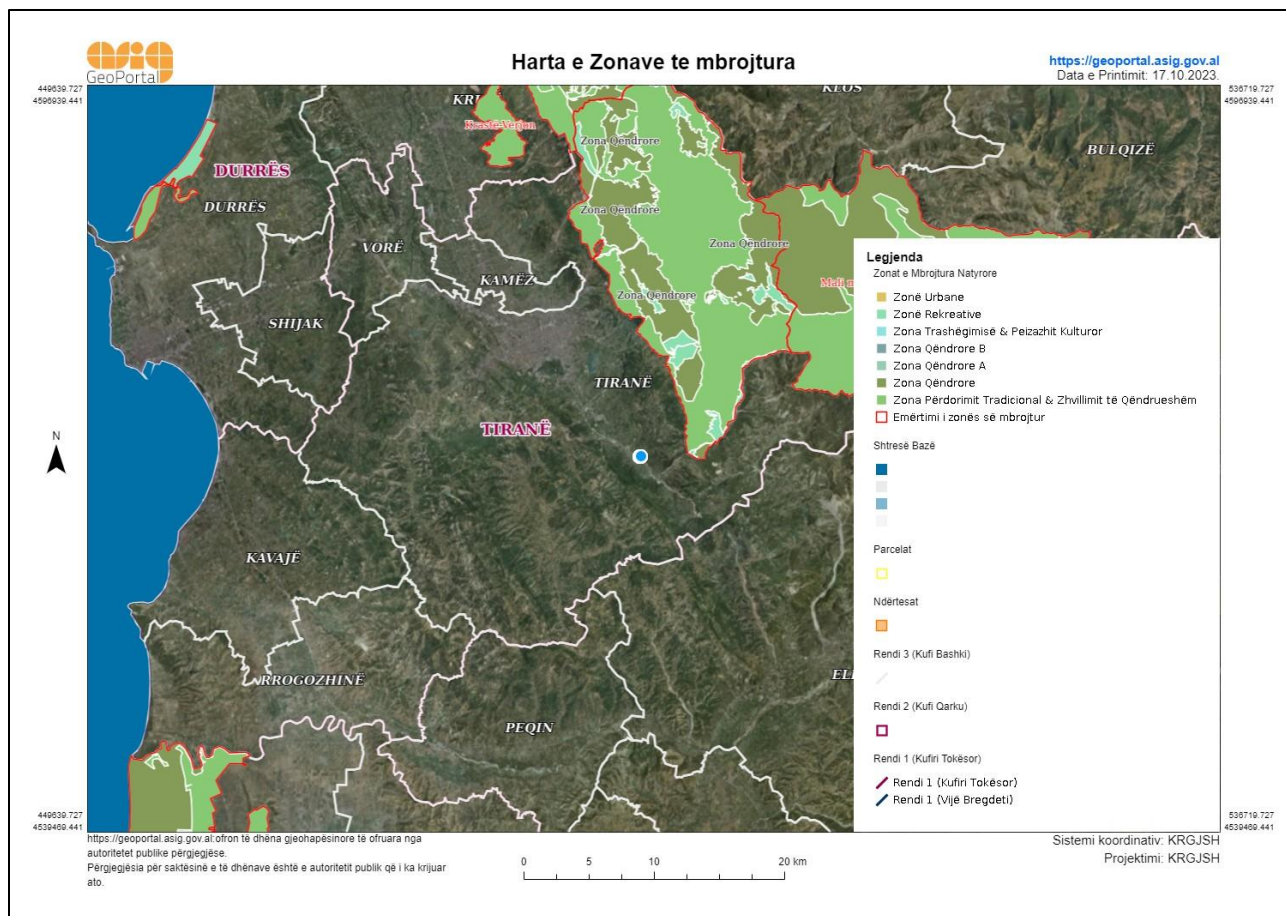 asig
GeoPortal
Harta e Zonave te mbrojtura
https://geoportal.asig.gov.al
Data e Printimit: 17.10.2023.
449639.727
4596939.441
536719.727
4596939.441
KLOS
Krastë-Verjon
Zona Qëndrore
BULQIZË
DURRËS
DURRËS
Zona Qëndrore
VORË
Zona Qëndrore
KAMËZ
Zona Qëndrore
SHIJAK
TIRANË
TIRANË
N
KAVAJË
RROGOZHINË
PEQIN
Legjenda
Zonat e Mbrojtura Natyrore
Zonë Urbane
Zonë Rekreative
Zona Trashëgimisë & Peizazhit Kulturor
Zona Qëndrore B
Zona Qëndrore A
Zona Qëndrore
Zona Përdorimit Tradicional & Zhvillimit të Qëndrueshëm
Emërtimi i zonës së mbrojtur
Shtresë Bazë
Parcelat
Ndërtesat
Rendi 3 (Kufi Bashki)
Rendi 2 (Kufi Qarku)
Rendi 1 (Kufiri Tokësor)
Rendi 1 (Kufiri Tokësor)
Rendi 1 (Vijë Bregdeti)
449639.727
4539469.441
536719.727
4539469.441
https://geoportal.asig.gov.al:ofron të dhëna gjeohapësinore të ofruara nga
autoritetet publike përgjegjëse.
Përgjegjësia për saktësinë e të dhënave është e autoritetit publik që i ka krijuar
ato.
0 5 10 20 km
Sistemi koordinativ: KRGJSH
Projektimi: KRGJSH